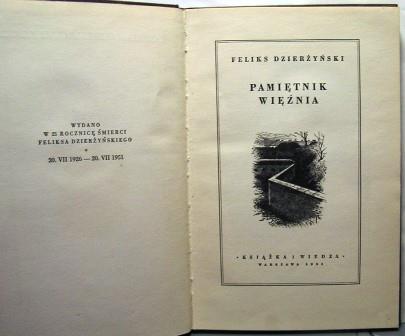 WYDANO
W 25 ROCZNICĘ ŚMIERCI
FELIKSA DZIERŻYŃSKIEGO
*
20. VII 1926 — 20. VII 1951
FELIKS DZIERŻYŃSKI
PAMIĘTNIK
WIĘŹNIA
· KSIĄŻKA I WIEDZA ·
WARSZAWA 1951